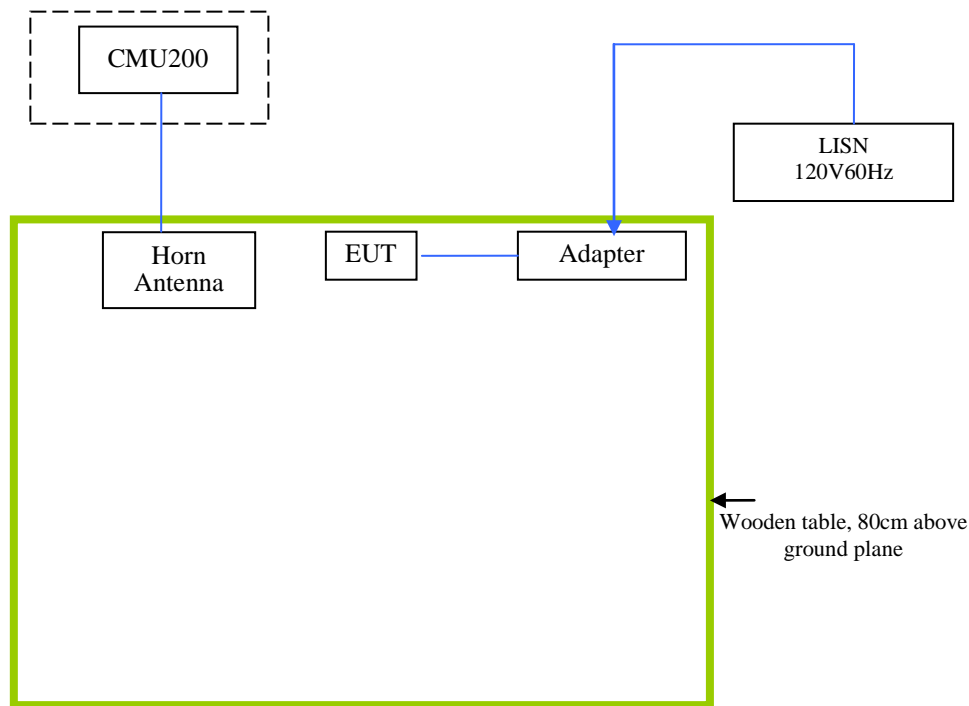 CMU200
LISN
120V60Hz
Horn
Antenna
EUT
Adapter
Wooden table, 80cm above
ground plane